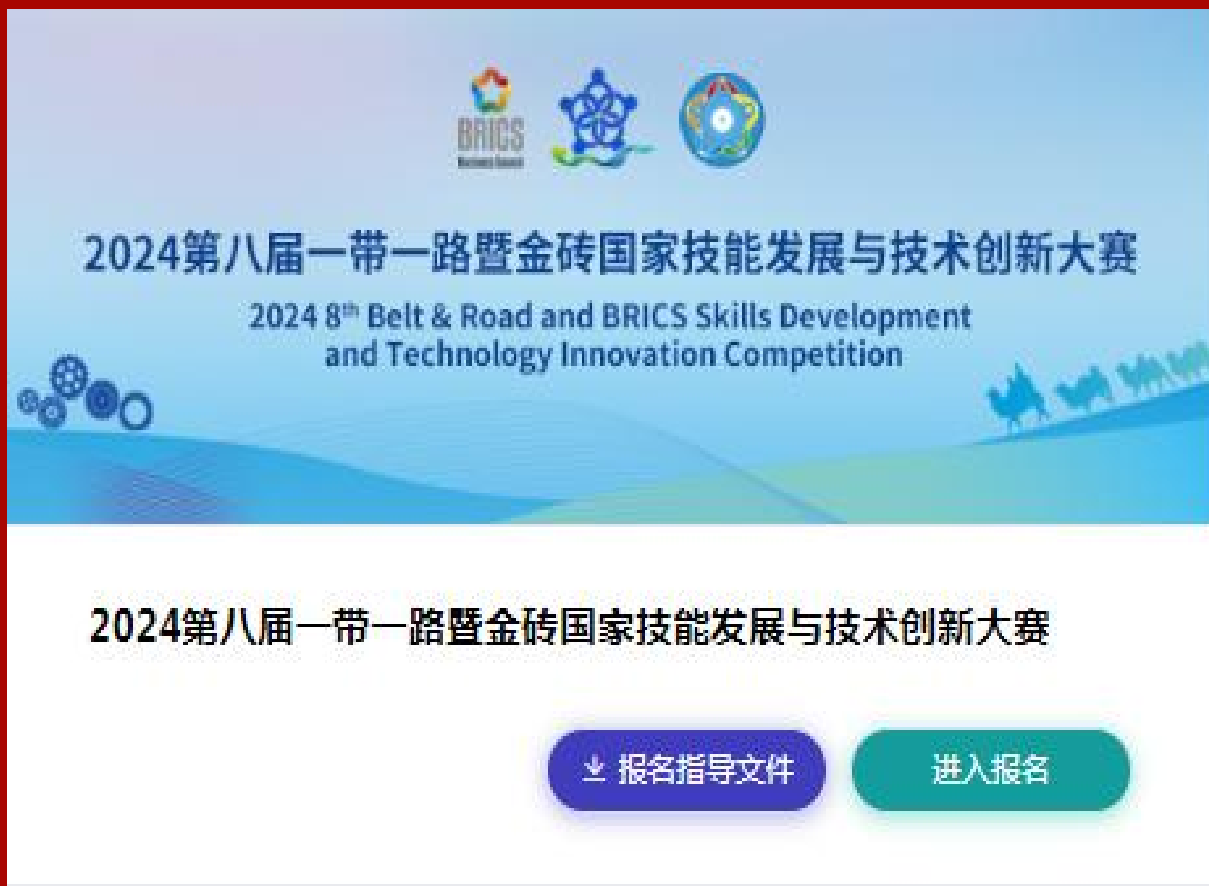 BRICS
Business Council
2024第八届一带一路暨金砖国家技能发展与技术创新大赛
2024 8th Belt & Road and BRICS Skills Development
and Technology Innovation Competition
2024第八届一带一路暨金砖国家技能发展与技术创新大赛
报名指导文件
进入报名